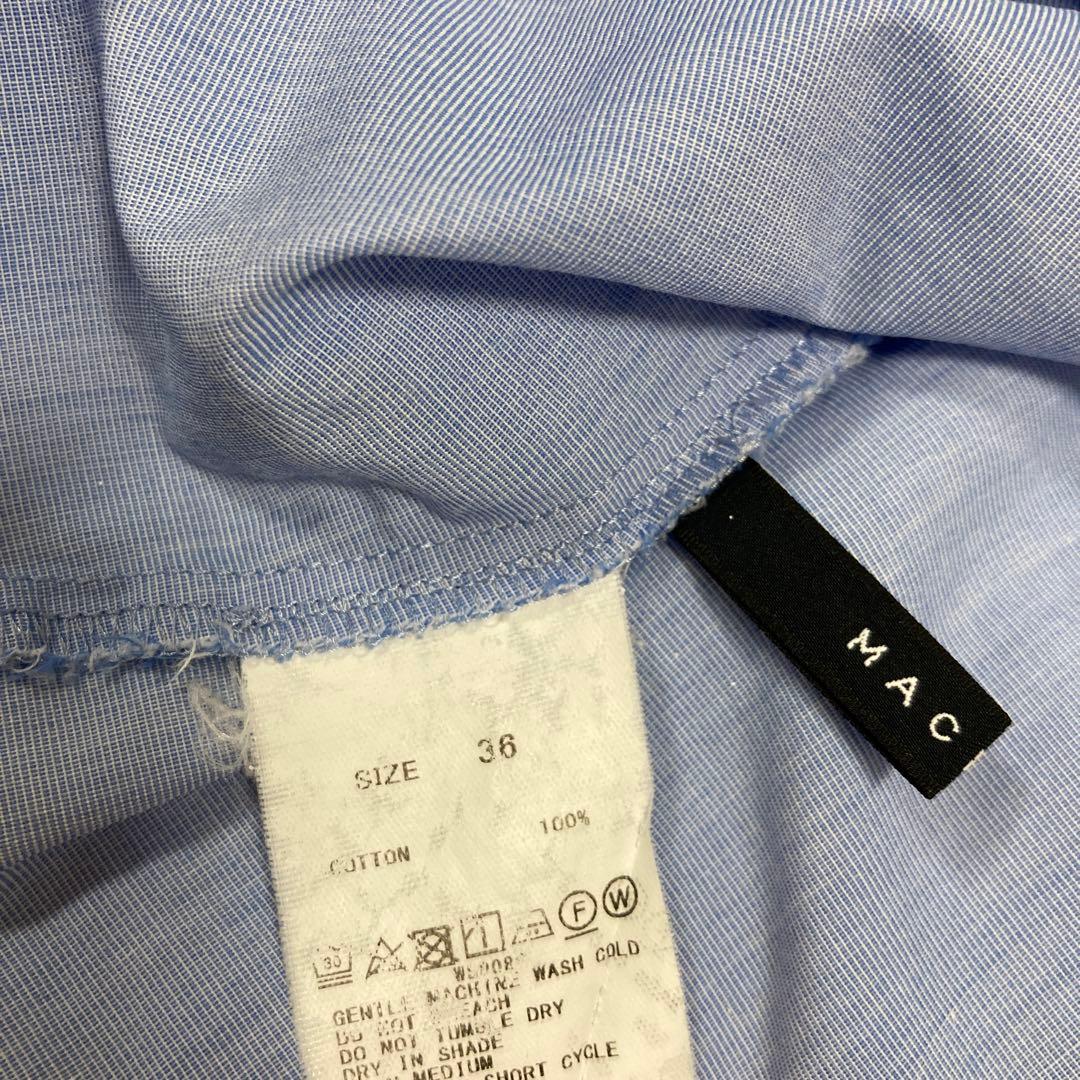 MAC
SIZE 36
COTTON 100%
30
F W
GENTLE MACHINE WASH COLD
DO NOT
DO NOT TUMBLE DRY
DRY IN SHADE
MEDIUM
SHORT CYCLE